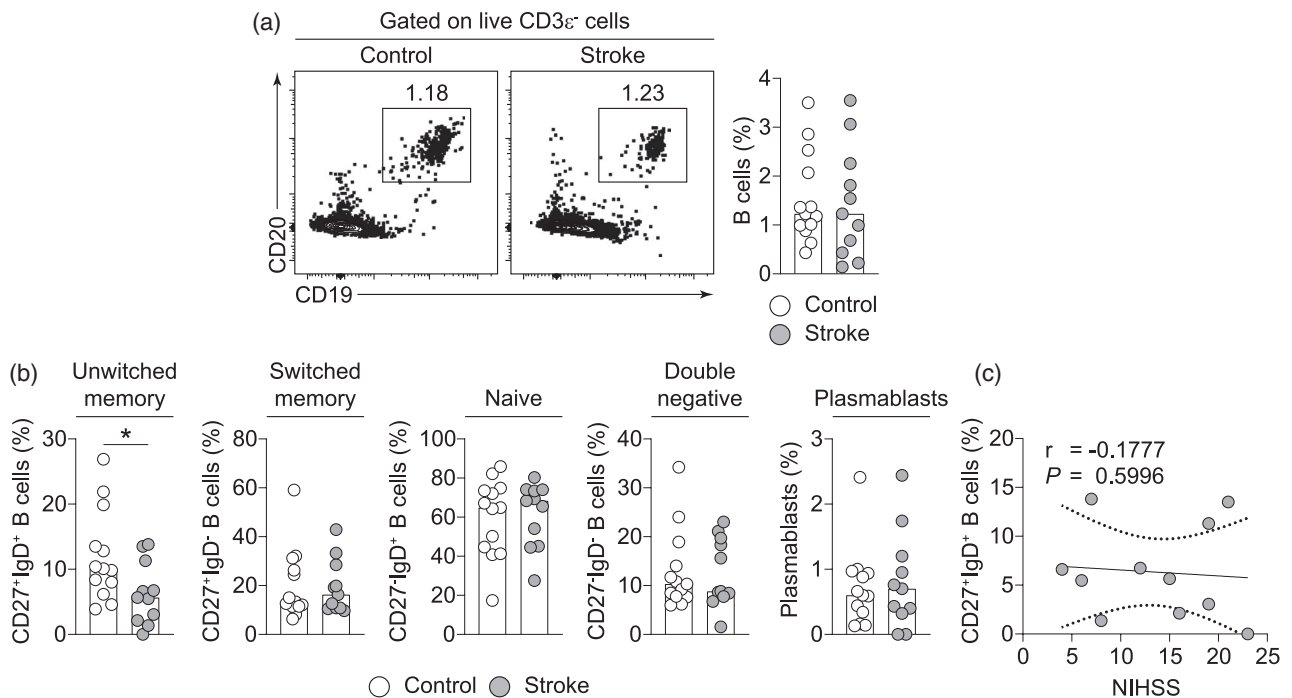 (a)
Gated on live CD3ε⁻ cells
Control
Stroke
1.18
1.23
CD20
CD19
B cells (%)
4
3
2
1
0
Control
Stroke
(b)
Unwitched
memory
CD27⁺IgD⁺ B cells (%)
30
20
10
0
*
Switched
memory
CD27⁺IgD⁻ B cells (%)
80
60
40
20
0
Naive
CD27⁻IgD⁺ B cells (%)
100
80
60
40
20
0
Double
negative
CD27⁻IgD⁻ B cells (%)
40
30
20
10
0
Plasmablasts
Plasmablasts (%)
3
2
1
0
Control
Stroke
(c)
CD27⁺IgD⁺ B cells (%)
20
15
10
5
0
r = -0.1777
P = 0.5996
0 5 10 15 20 25
NIHSS